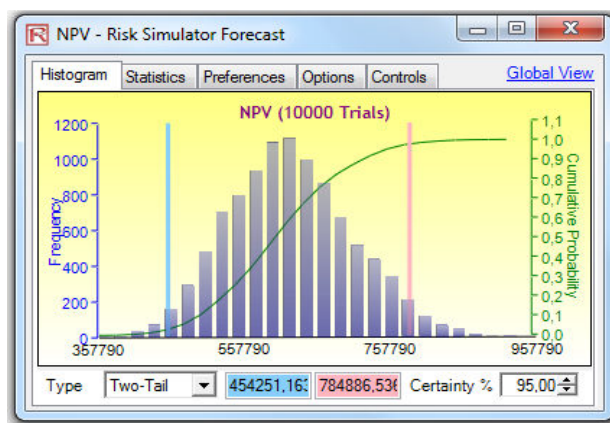 NPV - Risk Simulator Forecast
Histogram Statistics Preferences Options Controls Global View
NPV (10000 Trials)
Frequency
1200
1000
800
600
400
200
0
1,1
1,0
0,9
0,8
0,7
0,6
0,5
0,4
0,3
0,2
0,1
0,0
Cumulative Probability
357790 557790 757790 957790
Type Two-Tail 454251,163 784886,536 Certainty % 95,00